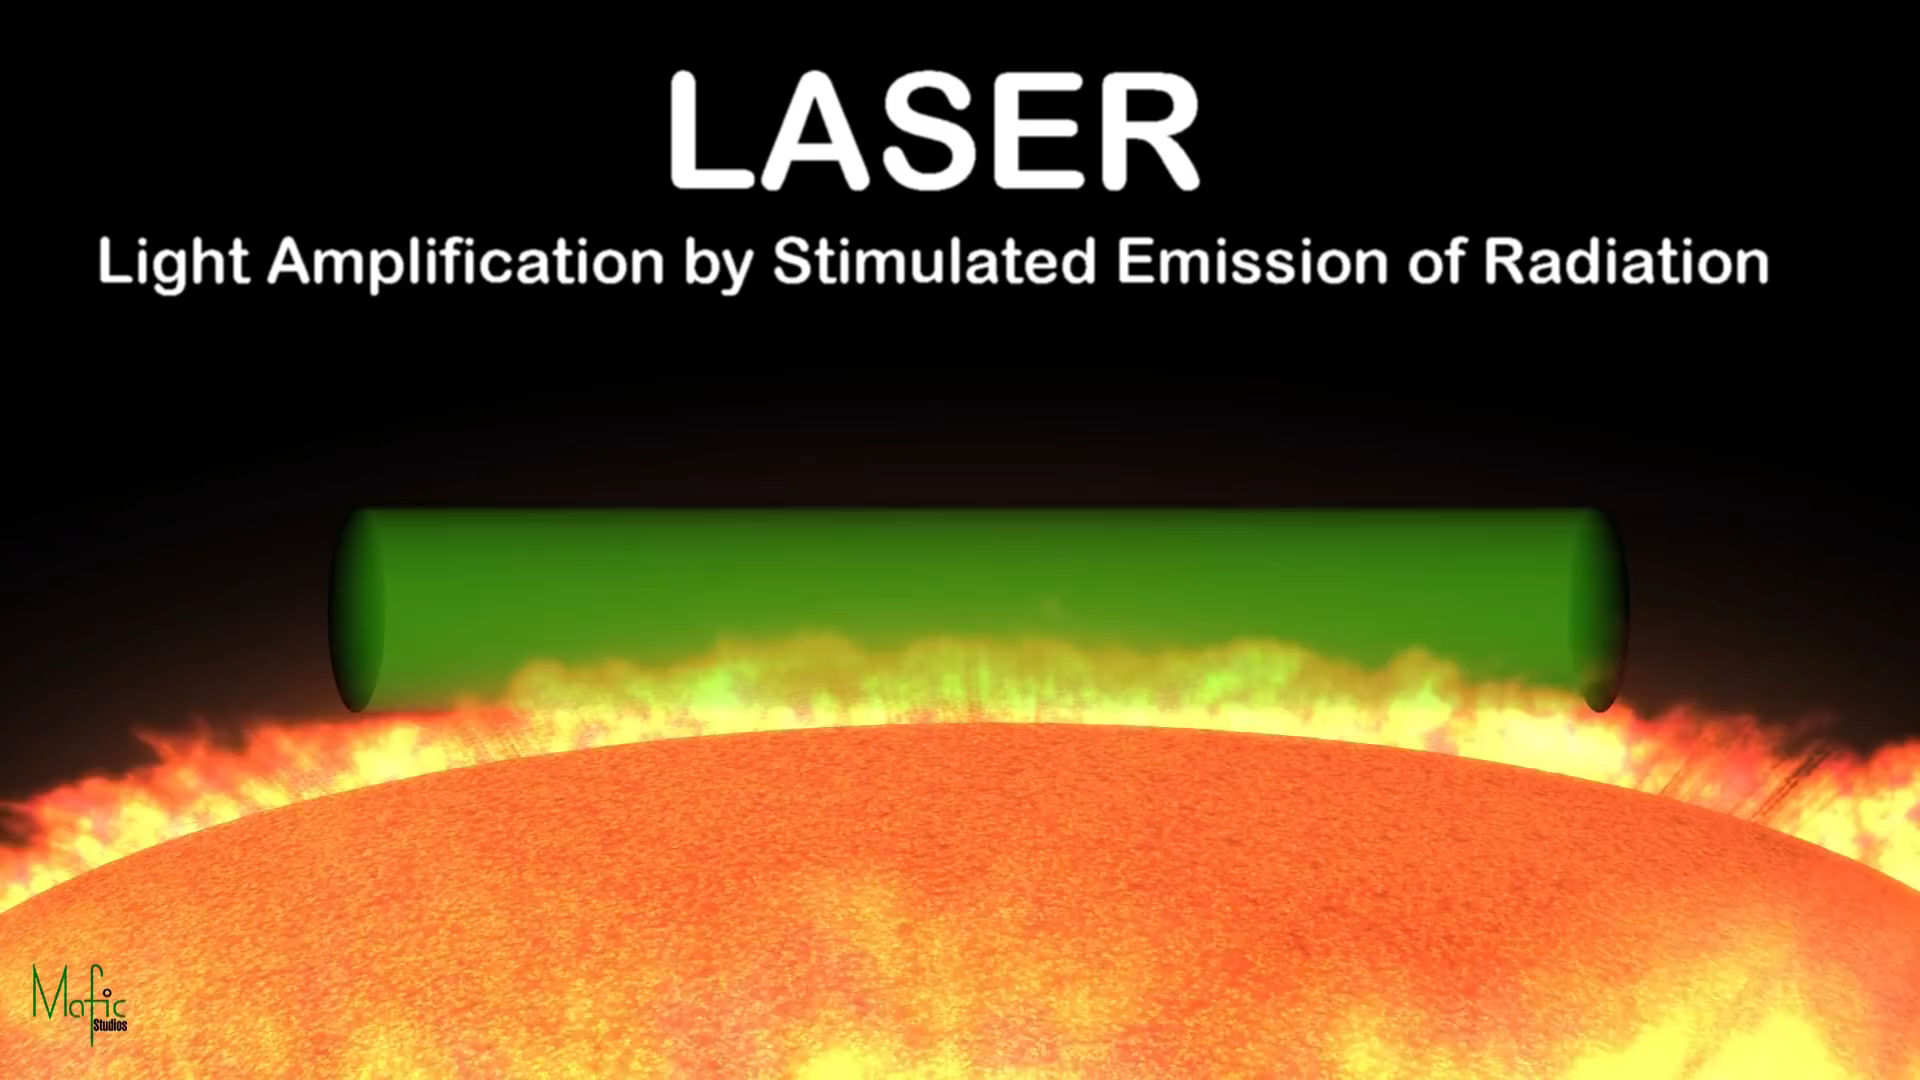 LASER
Light Amplification by Stimulated Emission of Radiation
Mafic
Studios